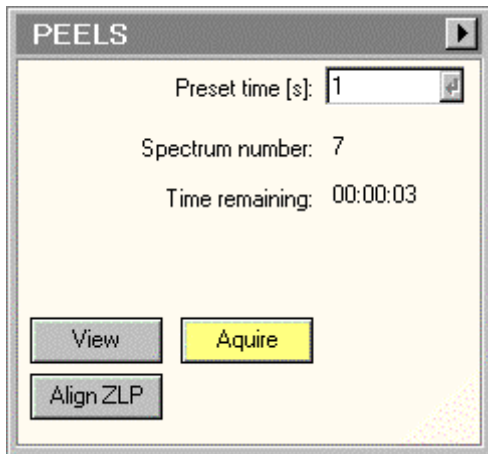 PEELS
Preset time [s]: 1
Spectrum number: 7
Time remaining: 00:00:03
View Aquire
Align ZLP